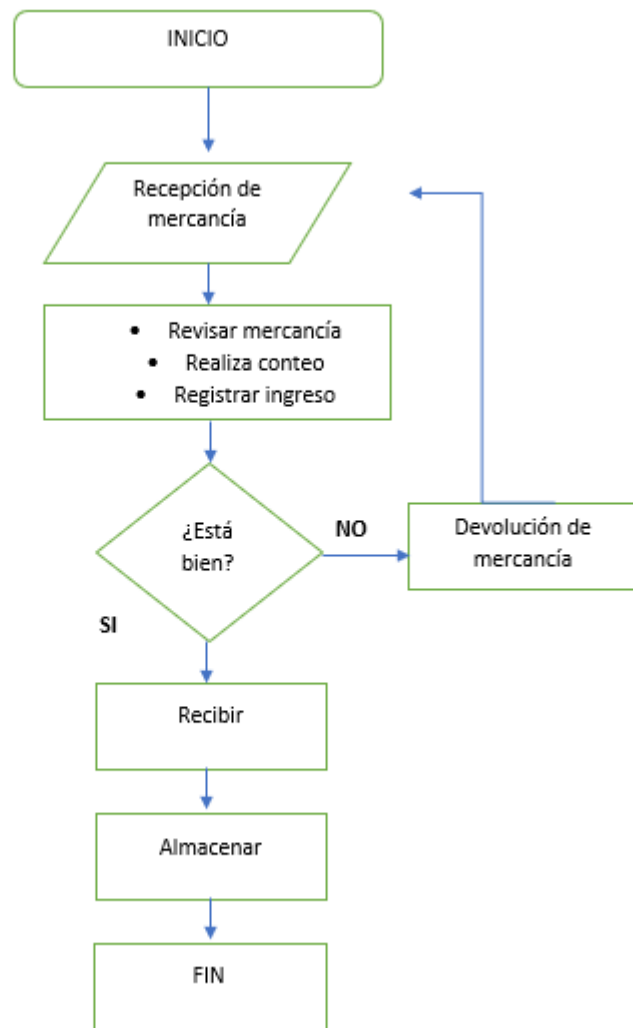 INICIO
Recepción de
mercancía
• Revisar mercancía
• Realiza conteo
• Registrar ingreso
¿Está
bien?
NO
Devolución de
mercancía
SI
Recibir
Almacenar
FIN